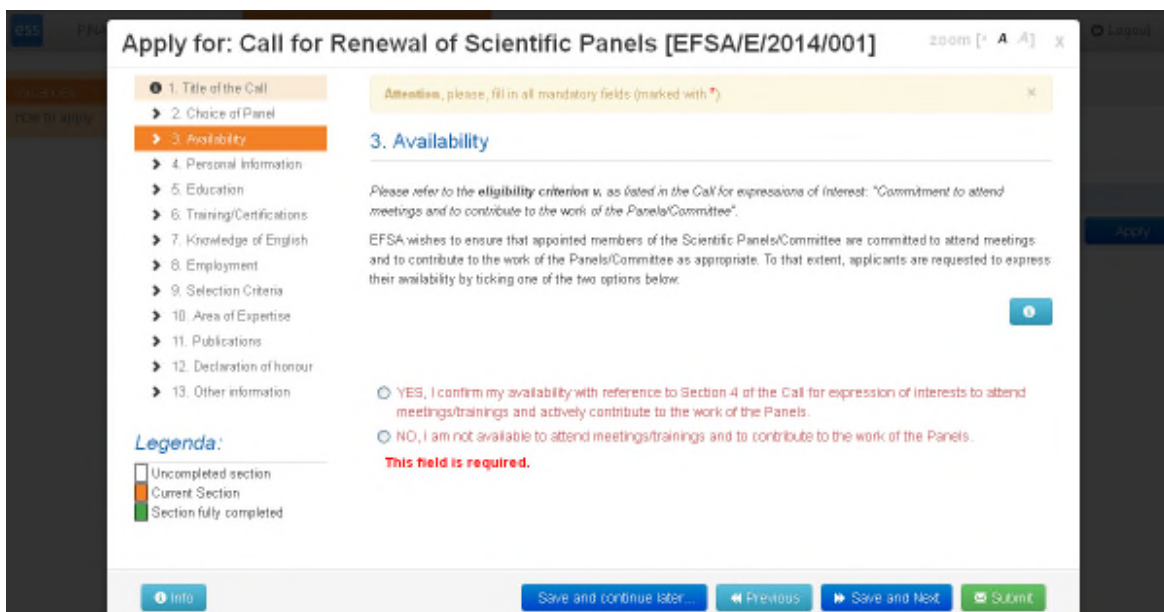 ess
Apply for: Call for Renewal of Scientific Panels [EFSA/E/2014/001]
zoom [A A A] x
Logout
1. Title of the Call
2. Choice of Panel
3. Availability
4. Personal Information
5. Education
6. Training/Certifications
7. Knowledge of English
8. Employment
9. Selection Criteria
10. Area of Expertise
11. Publications
12. Declaration of honour
13. Other information
Legenda:
Uncompleted section
Current Section
Section fully completed
How to apply
Attention, please, fill in all mandatory fields (marked with *)
×
3. Availability
Please refer to the eligibility criterion v. as listed in the Call for expressions of Interest: "Commitment to attend
meetings and to contribute to the work of the Panels/Committee".
EFSA wishes to ensure that appointed members of the Scientific Panels/Committee are committed to attend meetings
and to contribute to the work of the Panels/Committee as appropriate. To that extent, applicants are requested to express
their availability by ticking one of the two options below.
Apply
YES, I confirm my availability with reference to Section 4 of the Call for expression of interests to attend
meetings/trainings and actively contribute to the work of the Panels.
NO, I am not available to attend meetings/trainings and to contribute to the work of the Panels.
This field is required.
Info
Save and continue later...
Previous
Save and Next
Submit